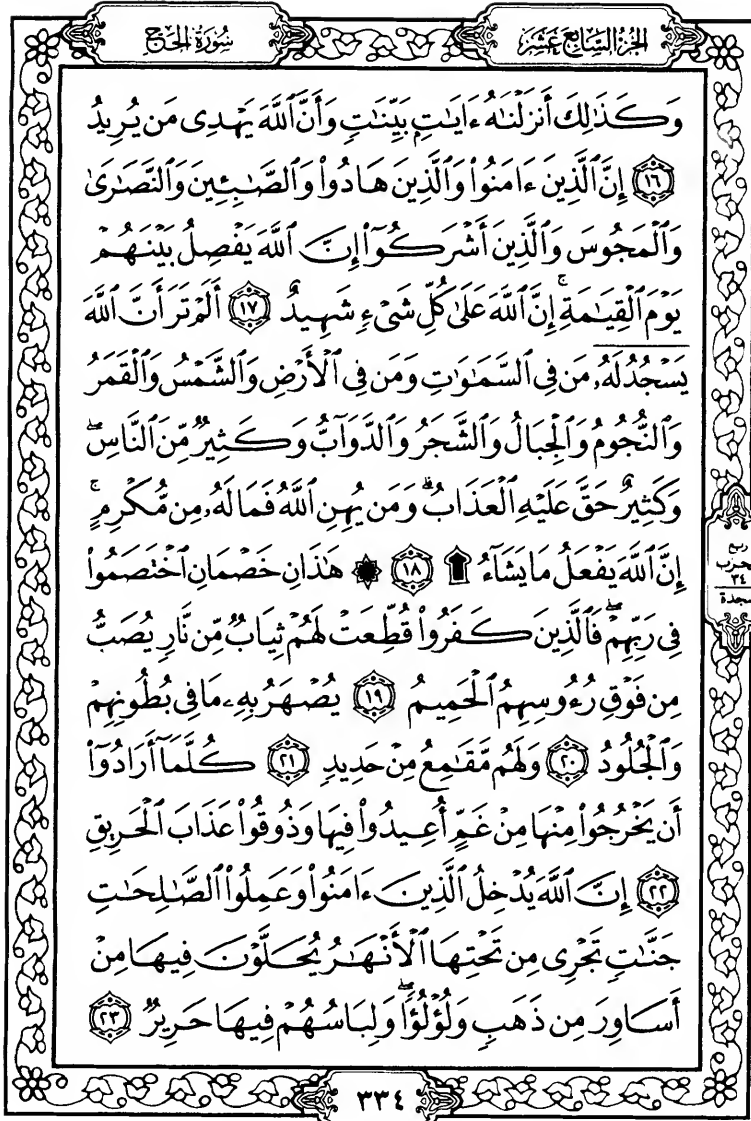 الجزء السابع عشر
سورة الحج
وَكَذَٰلِكَ أَنزَلْنَٰهُ ءَايَٰتٍۭ بَيِّنَٰتٍ وَأَنَّ ٱللَّهَ يَهْدِى مَن يُرِيدُ
﴿١٦﴾ إِنَّ ٱلَّذِينَ ءَامَنُوا۟ وَٱلَّذِينَ هَادُوا۟ وَٱلصَّٰبِـِٔينَ وَٱلنَّصَٰرَىٰ
وَٱلْمَجُوسَ وَٱلَّذِينَ أَشْرَكُوٓا۟ إِنَّ ٱللَّهَ يَفْصِلُ بَيْنَهُمْ
يَوْمَ ٱلْقِيَٰمَةِ ۚ إِنَّ ٱللَّهَ عَلَىٰ كُلِّ شَىْءٍ شَهِيدٌ ﴿١٧﴾ أَلَمْ تَرَ أَنَّ ٱللَّهَ
يَسْجُدُ لَهُۥ مَن فِى ٱلسَّمَٰوَٰتِ وَمَن فِى ٱلْأَرْضِ وَٱلشَّمْسُ وَٱلْقَمَرُ
وَٱلنُّجُومُ وَٱلْجِبَالُ وَٱلشَّجَرُ وَٱلدَّوَآبُّ وَكَثِيرٌ مِّنَ ٱلنَّاسِ ۖ
وَكَثِيرٌ حَقَّ عَلَيْهِ ٱلْعَذَابُ ۗ وَمَن يُهِنِ ٱللَّهُ فَمَا لَهُۥ مِن مُّكْرِمٍ ۚ
إِنَّ ٱللَّهَ يَفْعَلُ مَا يَشَآءُ ۩ ﴿١٨﴾ ۞ هَٰذَانِ خَصْمَانِ ٱخْتَصَمُوا۟
فِى رَبِّهِمْ ۖ فَٱلَّذِينَ كَفَرُوا۟ قُطِّعَتْ لَهُمْ ثِيَابٌ مِّن نَّارٍ يُصَبُّ
مِن فَوْقِ رُءُوسِهِمُ ٱلْحَمِيمُ ﴿١٩﴾ يُصْهَرُ بِهِۦ مَا فِى بُطُونِهِمْ
وَٱلْجُلُودُ ﴿٢٠﴾ وَلَهُم مَّقَٰمِعُ مِنْ حَدِيدٍ ﴿٢١﴾ كُلَّمَآ أَرَادُوٓا۟
أَن يَخْرُجُوا۟ مِنْهَا مِنْ غَمٍّ أُعِيدُوا۟ فِيهَا وَذُوقُوا۟ عَذَابَ ٱلْحَرِيقِ
﴿٢٢﴾ إِنَّ ٱللَّهَ يُدْخِلُ ٱلَّذِينَ ءَامَنُوا۟ وَعَمِلُوا۟ ٱلصَّٰلِحَٰتِ
جَنَّٰتٍ تَجْرِى مِن تَحْتِهَا ٱلْأَنْهَٰرُ يُحَلَّوْنَ فِيهَا مِنْ
أَسَاوِرَ مِن ذَهَبٍ وَلُؤْلُؤًا ۖ وَلِبَاسُهُمْ فِيهَا حَرِيرٌ ﴿٢٣﴾
ربع
الحزب
٣٤
سجدة
٣٣٤